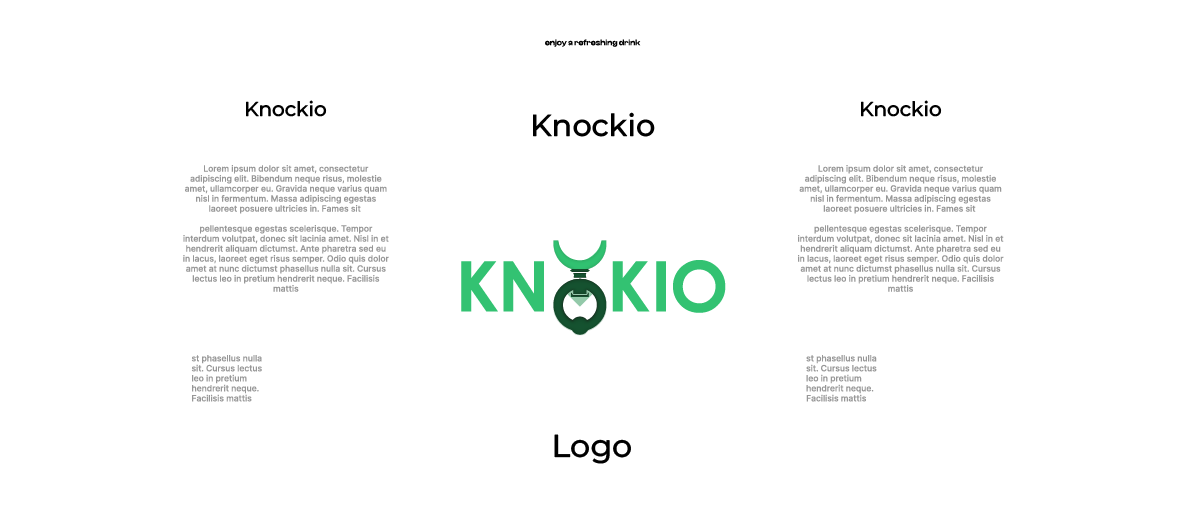 enjoy a refreshing drink
Knockio
Lorem ipsum dolor sit amet, consectetur
adipiscing elit. Bibendum neque risus, molestie
amet, ullamcorper eu. Gravida neque varius quam
nisl in fermentum. Massa adipiscing egestas
laoreet posuere ultricies in. Fames sit
pellentesque egestas scelerisque. Tempor
interdum volutpat, donec sit lacinia amet. Nisl in et
hendrerit aliquam dictumst. Ante pharetra sed eu
in lacus, laoreet eget risus semper. Odio quis dolor
amet at nunc dictumst phasellus nulla sit. Cursus
lectus leo in pretium hendrerit neque. Facilisis
mattis
st phasellus nulla
sit. Cursus lectus
leo in pretium
hendrerit neque.
Facilisis mattis
Knockio
KNOCKIO
Logo
Knockio
Lorem ipsum dolor sit amet, consectetur
adipiscing elit. Bibendum neque risus, molestie
amet, ullamcorper eu. Gravida neque varius quam
nisl in fermentum. Massa adipiscing egestas
laoreet posuere ultricies in. Fames sit
pellentesque egestas scelerisque. Tempor
interdum volutpat, donec sit lacinia amet. Nisl in et
hendrerit aliquam dictumst. Ante pharetra sed eu
in lacus, laoreet eget risus semper. Odio quis dolor
amet at nunc dictumst phasellus nulla sit. Cursus
lectus leo in pretium hendrerit neque. Facilisis
mattis
st phasellus nulla
sit. Cursus lectus
leo in pretium
hendrerit neque.
Facilisis mattis